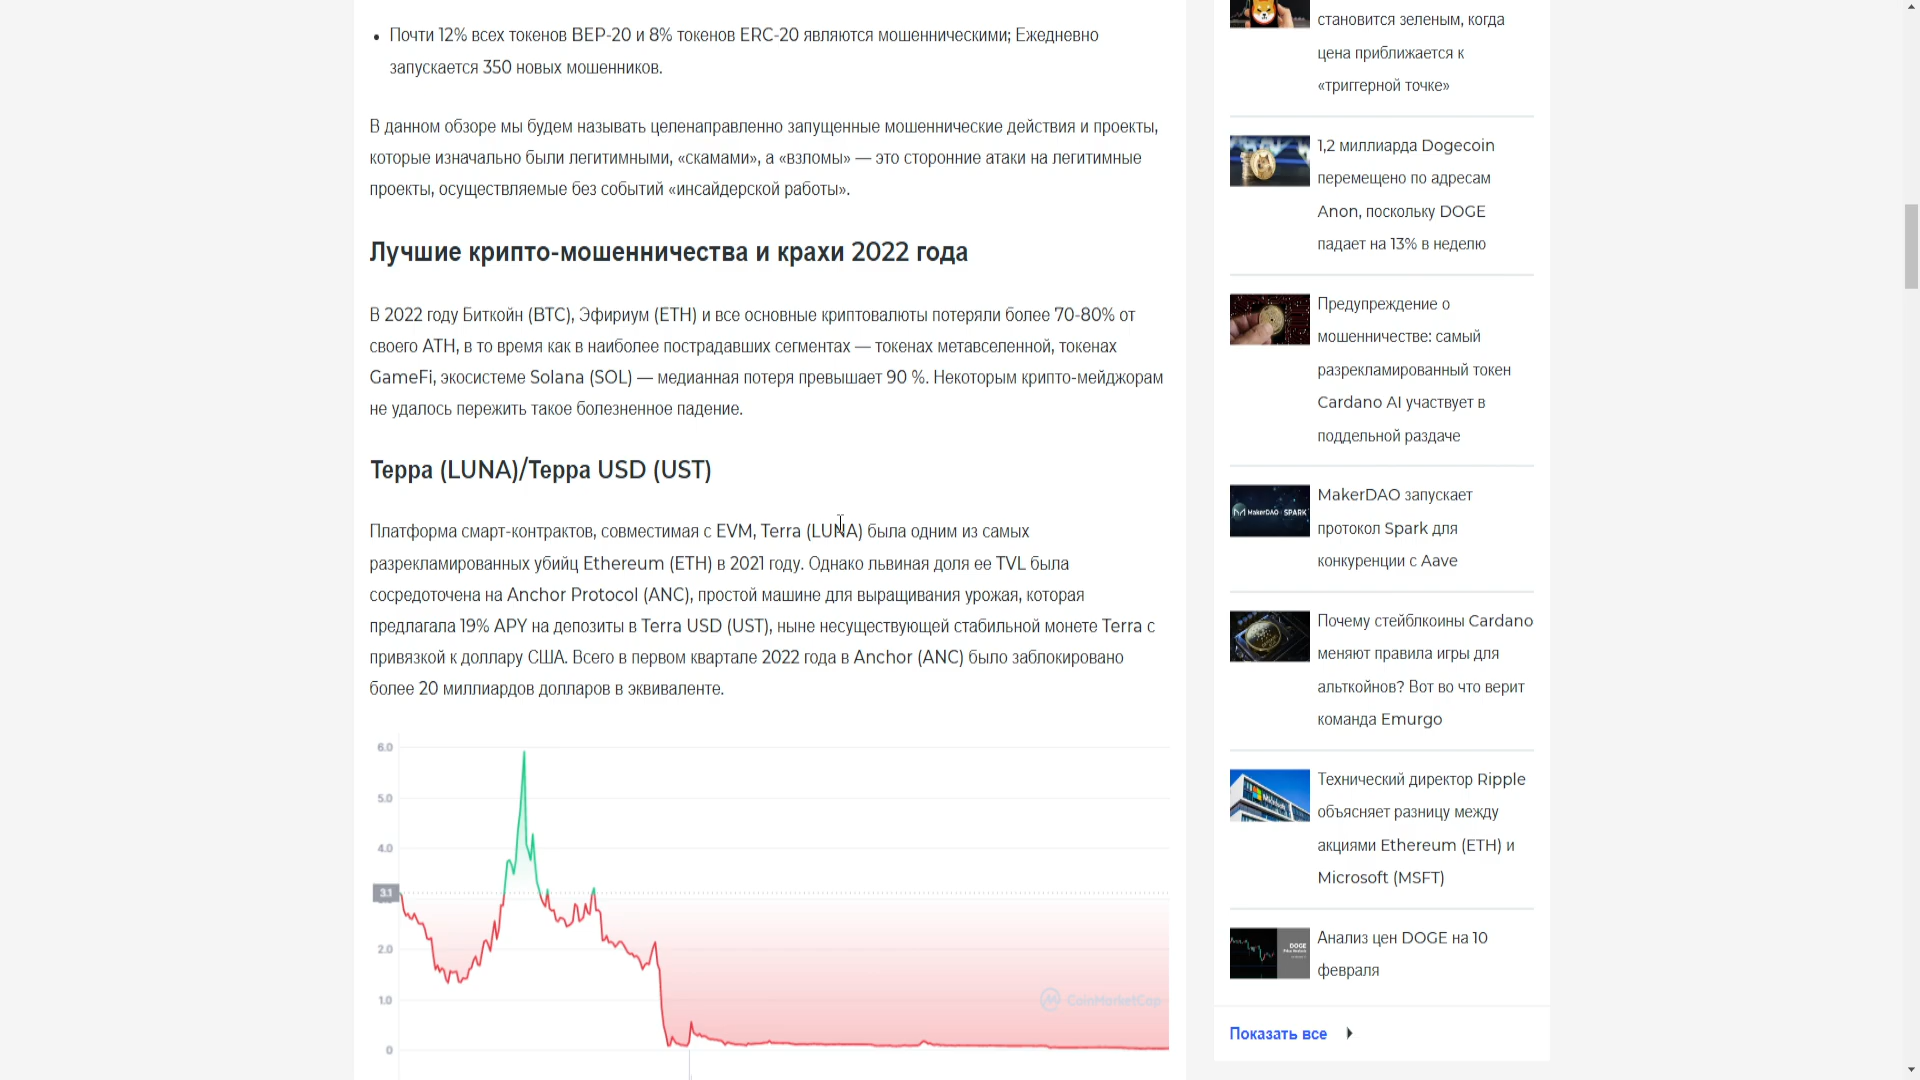 • Почти 12% всех токенов BEP-20 и 8% токенов ERC-20 являются мошенническими; Ежедневно
запускается 350 новых мошенников.
В данном обзоре мы будем называть целенаправленно запущенные мошеннические действия и проекты,
которые изначально были легитимными, «скамами», а «взломы» — это сторонние атаки на легитимные
проекты, осуществляемые без событий «инсайдерской работы».
Лучшие крипто-мошенничества и крахи 2022 года
В 2022 году Биткойн (BTC), Эфириум (ETH) и все основные криптовалюты потеряли более 70-80% от
своего ATH, в то время как в наиболее пострадавших сегментах — токенах метавселенной, токенах
GameFi, экосистеме Solana (SOL) — медианная потеря превышает 90 %. Некоторым крипто-мейджорам
не удалось пережить такое болезненное падение.
Терра (LUNA)/Терра USD (UST)
Платформа смарт-контрактов, совместимая с EVM, Terra (LUNA) была одним из самых
разрекламированных убийц Ethereum (ETH) в 2021 году. Однако львиная доля ее TVL была
сосредоточена на Anchor Protocol (ANC), простой машине для выращивания урожая, которая
предлагала 19% APY на депозиты в Terra USD (UST), ныне несуществующей стабильной монете Terra с
привязкой к доллару США. Всего в первом квартале 2022 года в Anchor (ANC) было заблокировано
более 20 миллиардов долларов в эквиваленте.
6.0
5.0
4.0
3.1
2.0
1.0
0
CoinMarketCap
становится зеленым, когда
цена приближается к
«триггерной точке»
1,2 миллиарда Dogecoin
перемещено по адресам
Anon, поскольку DOGE
падает на 13% в неделю
Предупреждение о
мошенничестве: самый
разрекламированный токен
Cardano AI участвует в
поддельной раздаче
MakerDAO SPARK
MakerDAO запускает
протокол Spark для
конкуренции с Aave
Почему стейблкоины Cardano
меняют правила игры для
альткойнов? Вот во что верит
команда Emurgo
Технический директор Ripple
объясняет разницу между
акциями Ethereum (ETH) и
Microsoft (MSFT)
DOGE
Анализ цен DOGE на 10
февраля
Показать все